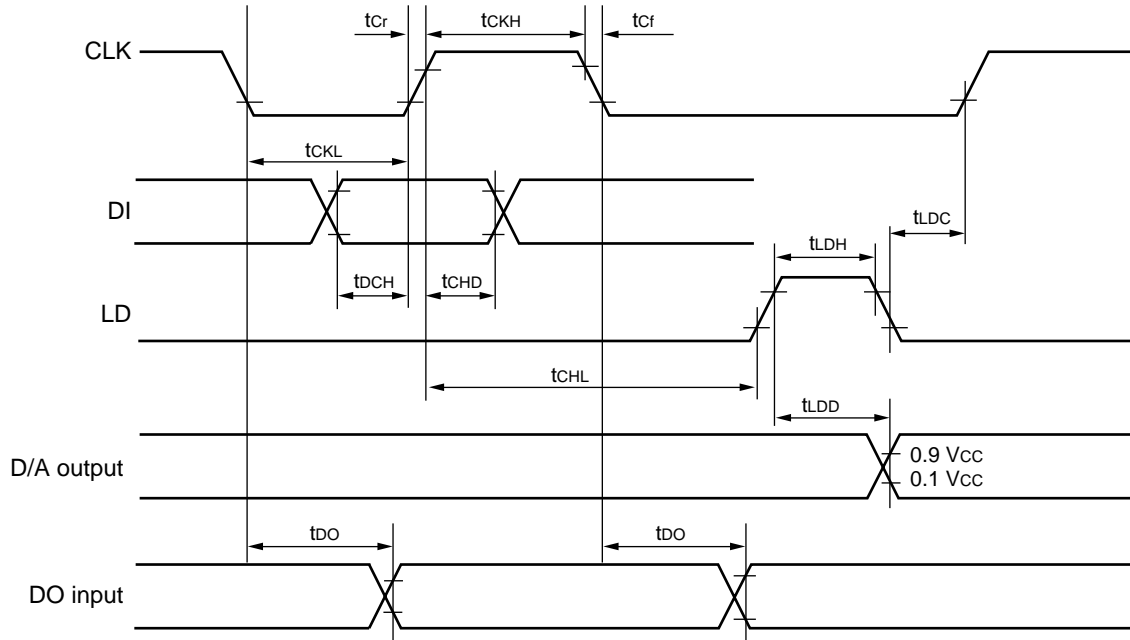 tCr tCKH tCf
CLK
tCKL
DI
tLDC
tLDH
tDCH tCHD
LD
tCHL
tLDD
D/A output
0.9 VCC
0.1 VCC
tDO tDO
DO input